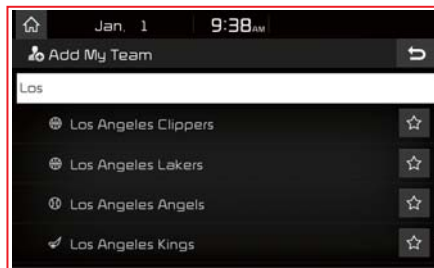 Jan. 1 9:38AM
Add My Team
Los
Los Angeles Clippers
Los Angeles Lakers
Los Angeles Angels
Los Angeles Kings